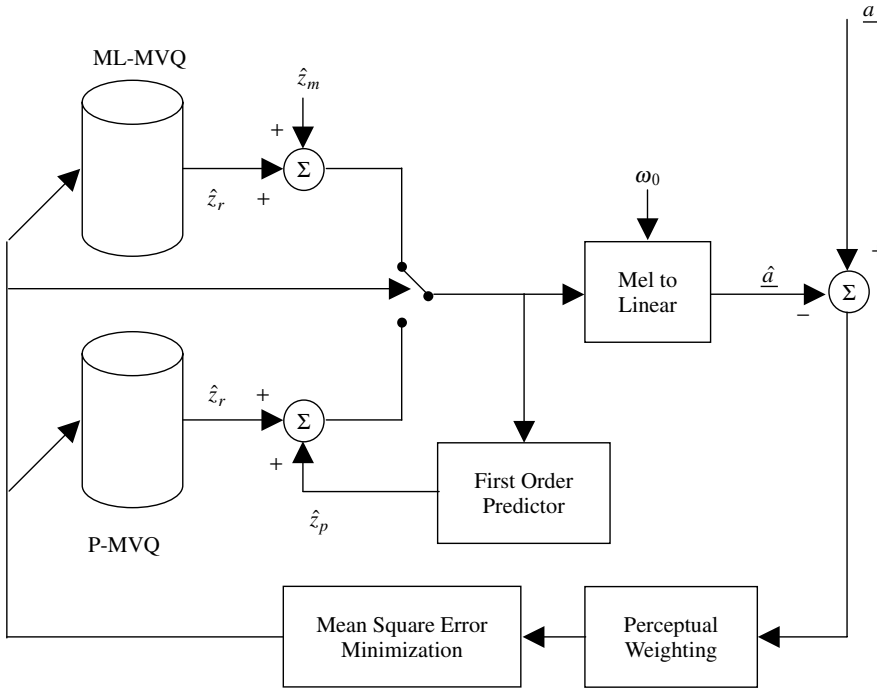 a
ML-MVQ
ẑm
+
Σ
ẑr
+
ω0
−
Mel to
Linear
â
Σ
−
ẑr
+
Σ
+
First Order
Predictor
ẑp
P-MVQ
Mean Square Error
Minimization
Perceptual
Weighting